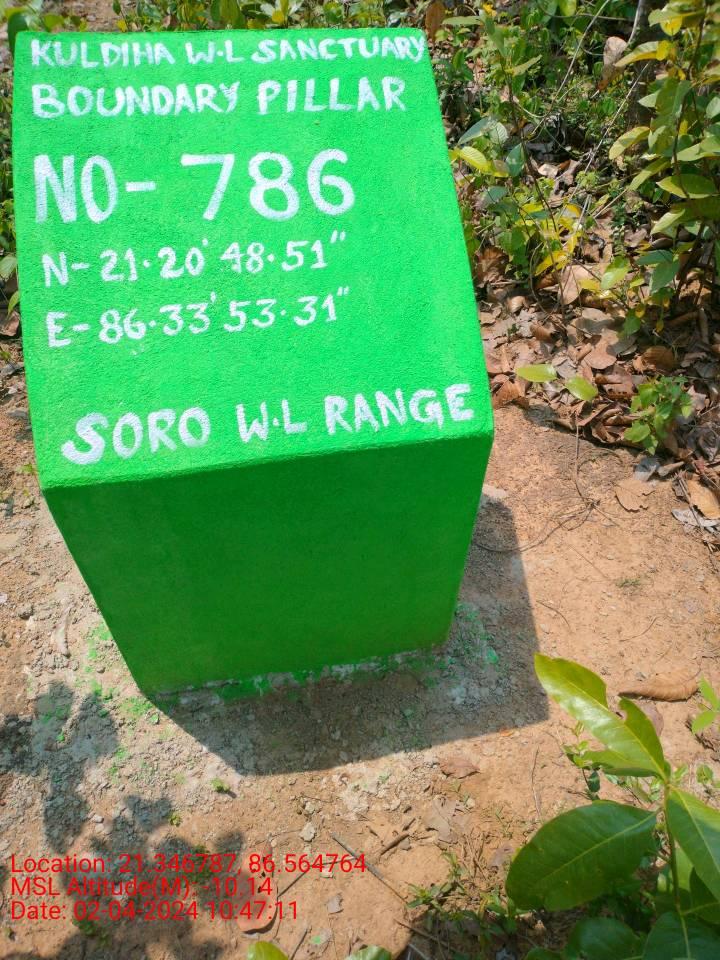 KULDIHA W.L SANCTUARY
BOUNDARY PILLAR
NO- 786
N-21·20' 48·51"
E-86·33' 53·31"
SORO W.L RANGE
Location: 21.346787, 86.564764
MSL Altitude(M): -10.14
Date: 02-04-2024 10:47:11